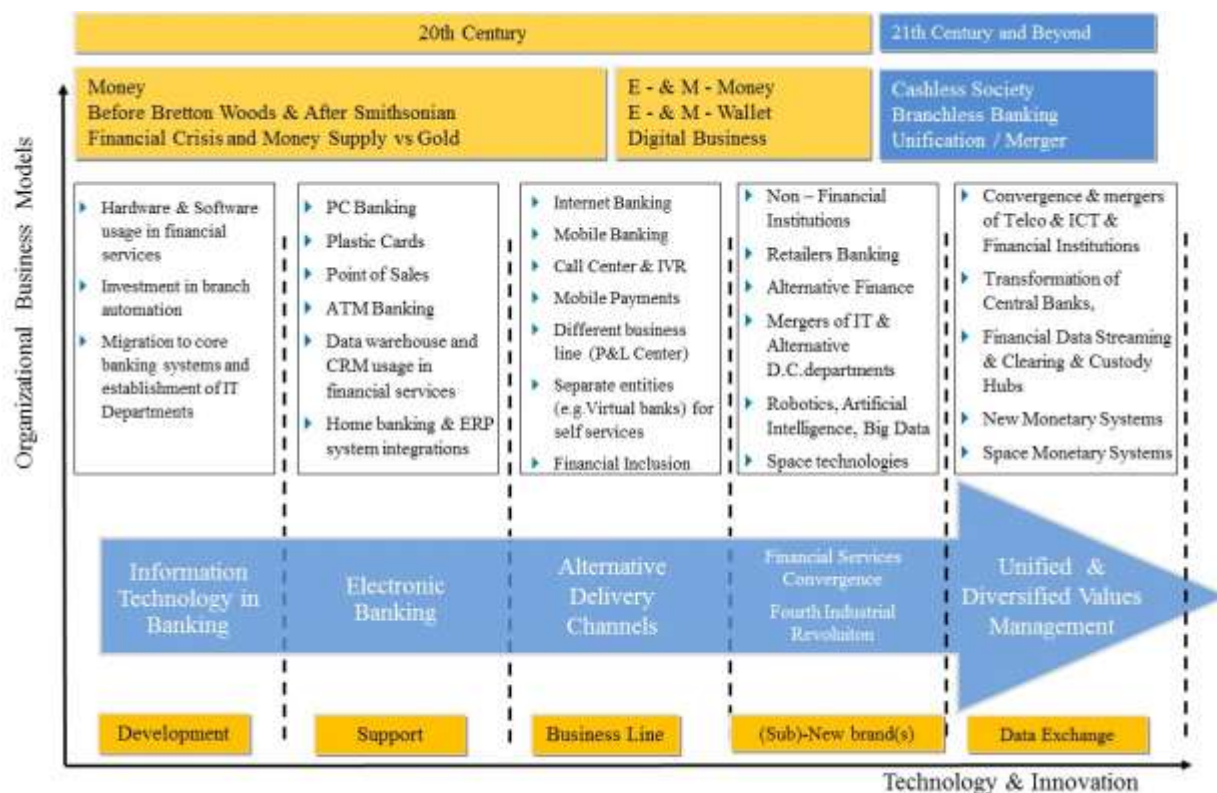 20th Century
21th Century and Beyond
Money
Before Bretton Woods & After Smithsonian
Financial Crisis and Money Supply vs Gold
E - & M - Money
E - & M - Wallet
Digital Business
Cashless Society
Branchless Banking
Unification / Merger
Organizational Business Models
Hardware & Software
usage in financial
services
Investment in branch
automation
Migration to core
banking systems and
establishment of IT
Departments
PC Banking
Plastic Cards
Point of Sales
ATM Banking
Data warehouse and
CRM usage in
financial services
Home banking & ERP
system integrations
Internet Banking
Mobile Banking
Call Center & IVR
Mobile Payments
Different business
line (P&L Center)
Separate entities
(e.g.Virtual banks) for
self services
Financial Inclusion
Non – Financial
Institutions
Retailers Banking
Alternative Finance
Mergers of IT &
Alternative
D.C.departments
Robotics, Artificial
Intelligence, Big Data
Space technologies
Convergence & mergers
of Telco & ICT &
Financial Institutions
Transformation of
Central Banks,
Financial Data Streaming
& Clearing & Custody
Hubs
New Monetary Systems
Space Monetary Systems
Information
Technology in
Banking
Electronic
Banking
Alternative
Delivery
Channels
Financial Services
Convergence
Fourth Industrial
Revoluiton
Unified &
Diversified Values
Management
Development
Support
Business Line
(Sub)-New brand(s)
Data Exchange
Technology & Innovation